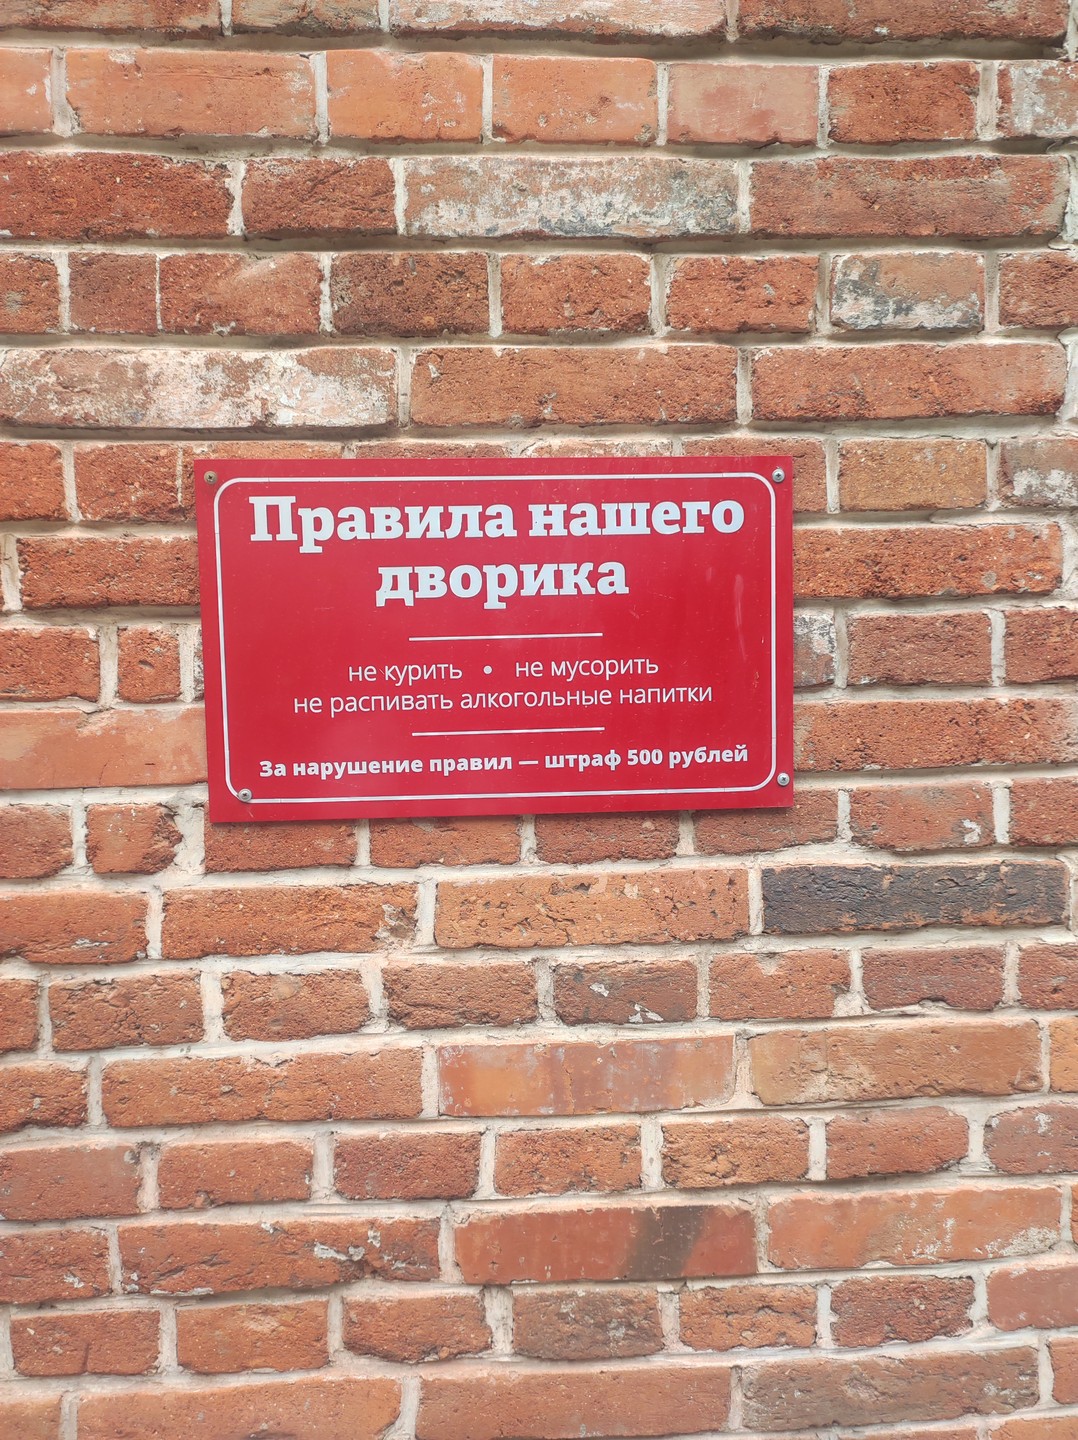 Правила нашего
дворика
не курить • не мусорить
не распивать алкогольные напитки
За нарушение правил — штраф 500 рублей